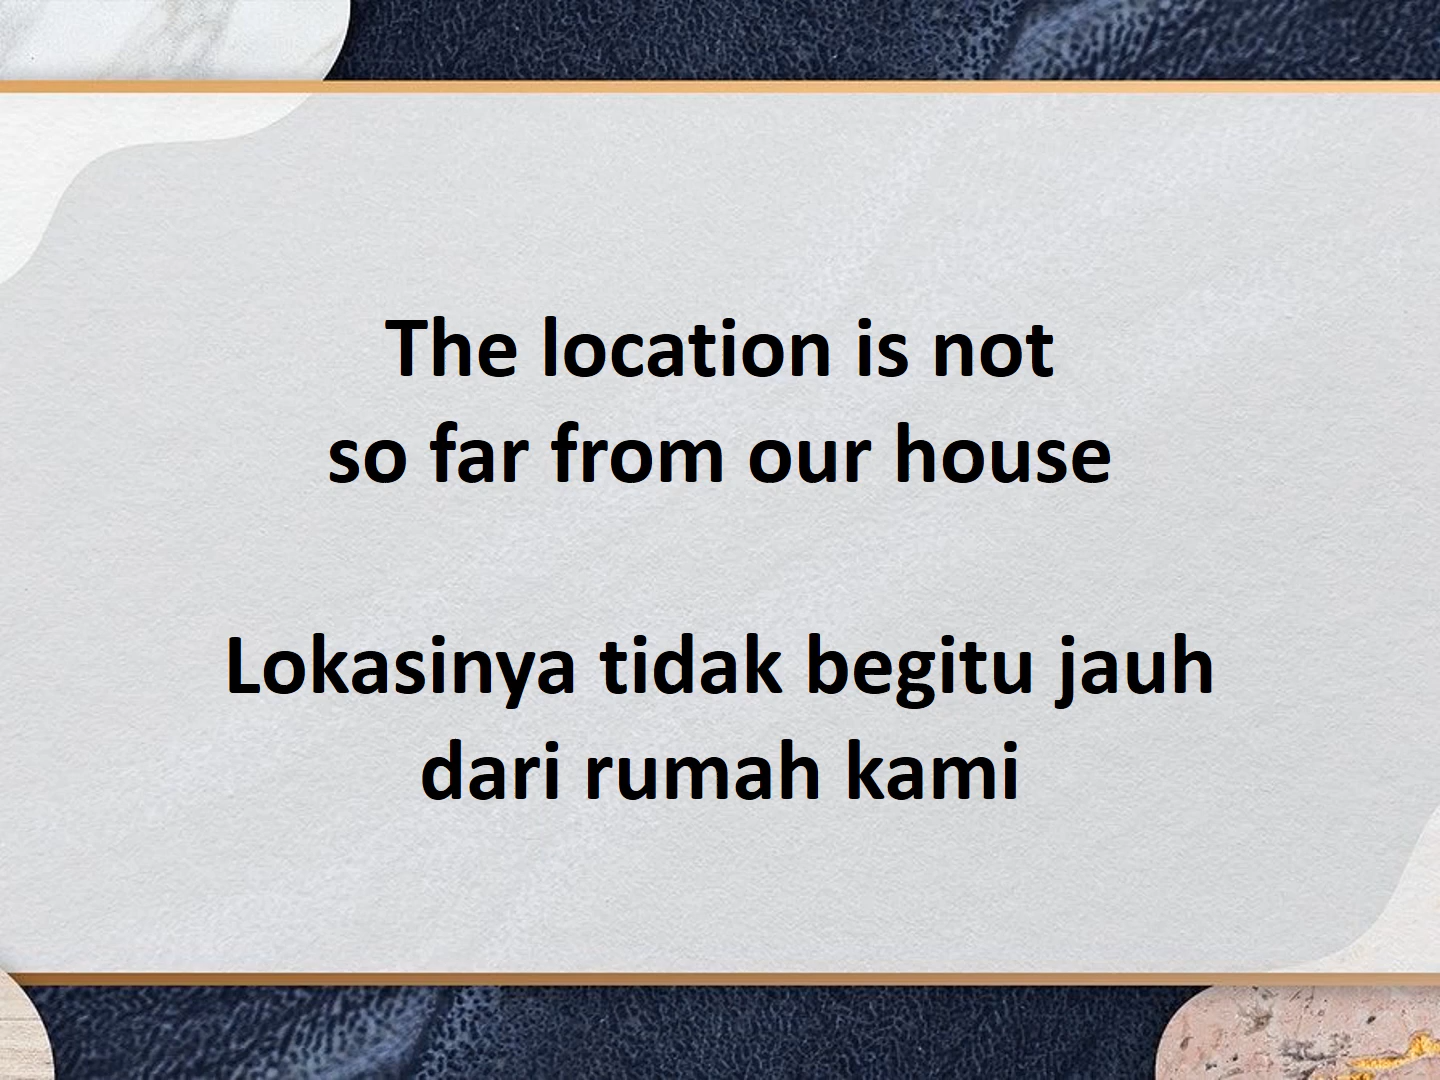 The location is not
so far from our house
Lokasinya tidak begitu jauh
dari rumah kami